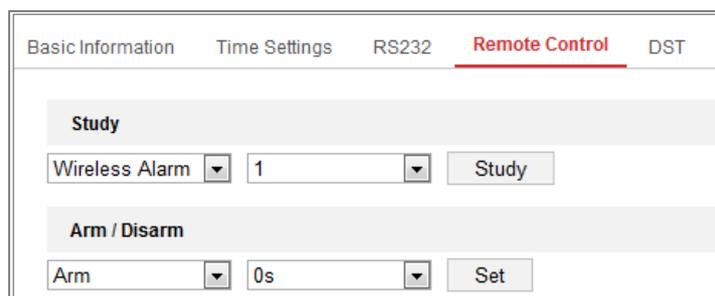 Basic Information Time Settings RS232 Remote Control DST
Study
Wireless Alarm 1 Study
Arm / Disarm
Arm 0s Set